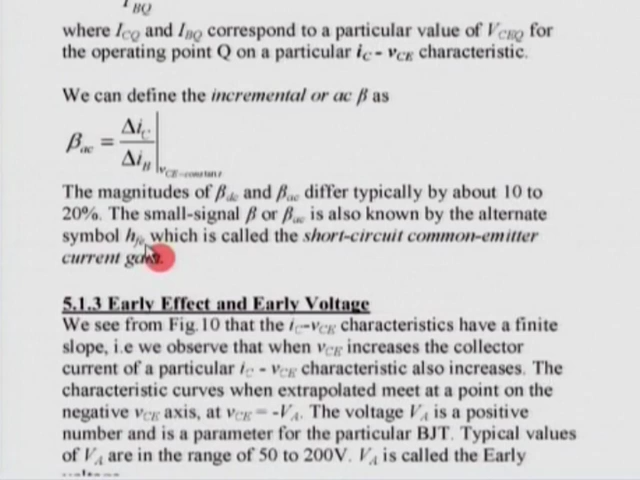 I_BQ
where I_CQ and I_BQ correspond to a particular value of V_CEQ for
the operating point Q on a particular i_C - v_CE characteristic.
We can define the incremental or ac β as
β_ac = Δi_C / Δi_B |v_CE=constant
The magnitudes of β_dc and β_ac differ typically by about 10 to
20%. The small-signal β or β_ac is also known by the alternate
symbol h_fe which is called the short-circuit common-emitter
current gain.
5.1.3 Early Effect and Early Voltage
We see from Fig.10 that the i_C-v_CE characteristics have a finite
slope, i.e we observe that when v_CE increases the collector
current of a particular i_C - v_CE characteristic also increases. The
characteristic curves when extrapolated meet at a point on the
negative v_CE axis, at v_CE = -V_A. The voltage V_A is a positive
number and is a parameter for the particular BJT. Typical values
of V_A are in the range of 50 to 200V. V_A is called the Early